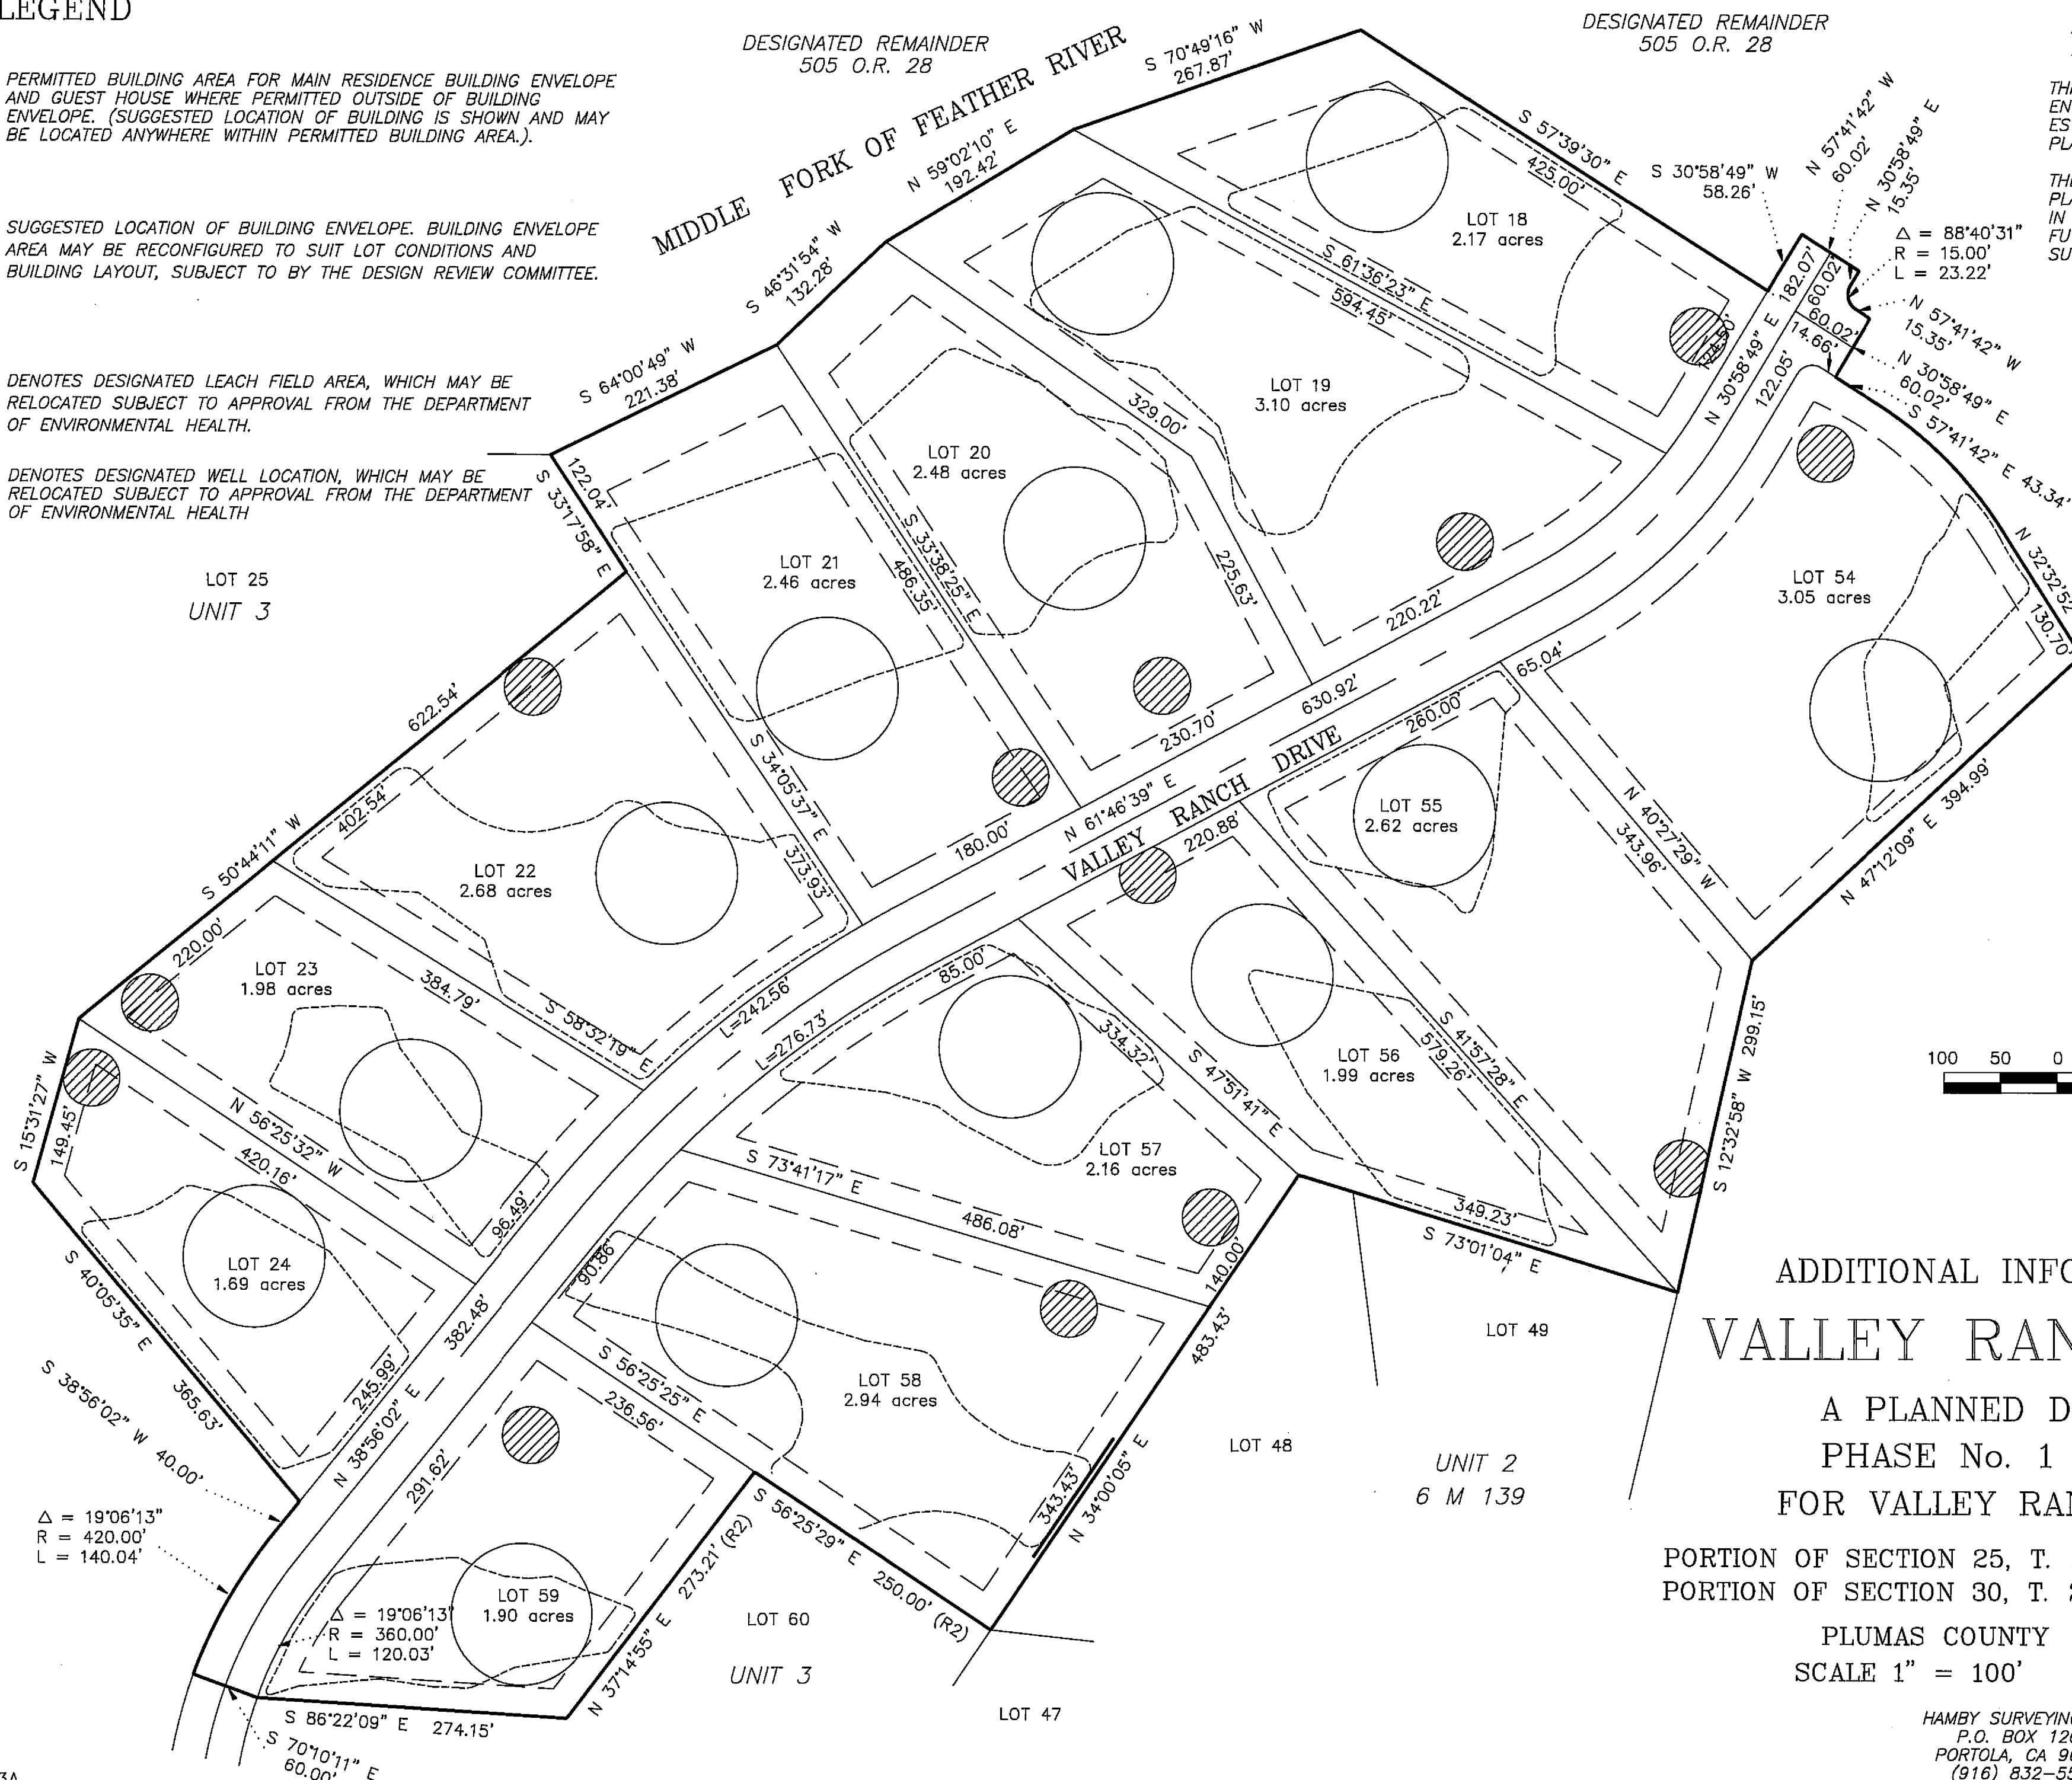 LEGEND
PERMITTED BUILDING AREA FOR MAIN RESIDENCE BUILDING ENVELOPE
AND GUEST HOUSE WHERE PERMITTED OUTSIDE OF BUILDING
ENVELOPE. (SUGGESTED LOCATION OF BUILDING IS SHOWN AND MAY
BE LOCATED ANYWHERE WITHIN PERMITTED BUILDING AREA.).
SUGGESTED LOCATION OF BUILDING ENVELOPE. BUILDING ENVELOPE
AREA MAY BE RECONFIGURED TO SUIT LOT CONDITIONS AND
BUILDING LAYOUT, SUBJECT TO BY THE DESIGN REVIEW COMMITTEE.
DENOTES DESIGNATED LEACH FIELD AREA, WHICH MAY BE
RELOCATED SUBJECT TO APPROVAL FROM THE DEPARTMENT
OF ENVIRONMENTAL HEALTH.
DENOTES DESIGNATED WELL LOCATION, WHICH MAY BE
RELOCATED SUBJECT TO APPROVAL FROM THE DEPARTMENT
OF ENVIRONMENTAL HEALTH
DESIGNATED REMAINDER
505 O.R. 28
DESIGNATED REMAINDER
505 O.R. 28
MIDDLE FORK OF FEATHER RIVER
S 70°49'16" W
267.87'
N 59°02'10" E
192.42'
S 46°31'54" W
132.28'
S 64°00'49" W
221.38'
S 57°39'30" E
425.00'
S 30°58'49" W
58.26'
N 57°41'42" W
60.02'
N 30°58'49" E
15.35'
Δ = 88°40'31"
R = 15.00'
L = 23.22'
N 57°41'42" W
15.35'
N 30°58'49" E
60.02'
S 57°41'42" E 43.34'
182.07'
60.02'
60.02'
14.66'
N 30°58'49" E
122.05'
LOT 18
2.17 acres
S 61°36'23" E
594.45'
LOT 19
3.10 acres
329.00'
225.63'
220.22'
LOT 20
2.48 acres
S 33°38'25" E
486.35'
230.70'
LOT 21
2.46 acres
122.04'
S 33°17'58" E
S 34°05'37" E
373.93'
180.00'
LOT 25
UNIT 3
622.54'
402.54'
S 50°44'11" W
LOT 22
2.68 acres
S 58°32'19" E
384.79'
L=242.56'
220.00'
LOT 23
1.98 acres
N 56°25'32" W
420.16'
96.49'
S 15°31'27" W
149.45'
LOT 24
1.69 acres
S 40°05'35" E
365.63'
245.99'
382.48'
N 38°56'02" E
S 38°56'02" W 40.00'
Δ = 19°06'13"
R = 420.00'
L = 140.04'
N 61°46'39" E
630.92'
VALLEY RANCH DRIVE
65.04'
LOT 54
3.05 acres
130.70'
N 47°12'09" E 394.99'
N 40°27'29" W
343.96'
260.00'
LOT 55
2.62 acres
S 12°32'58" W 299.15'
S 41°57'28" E
579.26'
220.88'
LOT 56
1.99 acres
349.23'
S 73°01'04" E
S 47°51'41" E
334.32'
85.00'
L=276.73'
LOT 57
2.16 acres
S 73°41'17" E
486.08'
140.00'
483.43'
90.86'
LOT 58
2.94 acres
S 56°25'25" E
236.56'
343.43'
N 34°00'05" E
S 56°25'29" E 250.00' (R2)
291.62'
LOT 59
1.90 acres
Δ = 19°06'13"
R = 360.00'
L = 120.03'
N 37°14'55" E 273.21' (R2)
S 86°22'09" E 274.15'
S 70°10'11" E
60.00'
LOT 60
UNIT 3
LOT 47
LOT 48
LOT 49
UNIT 2
6 M 139
100 50 0
ADDITIONAL
VALLEY
A PLANNED
PHASE No. 1
FOR VALLEY
PORTION OF SECTION 25, T.
PORTION OF SECTION 30, T.
PLUMAS COUNTY
SCALE 1" = 100'
HAMBY SURVEYING
P.O. BOX
PORTOLA, CA
(916)